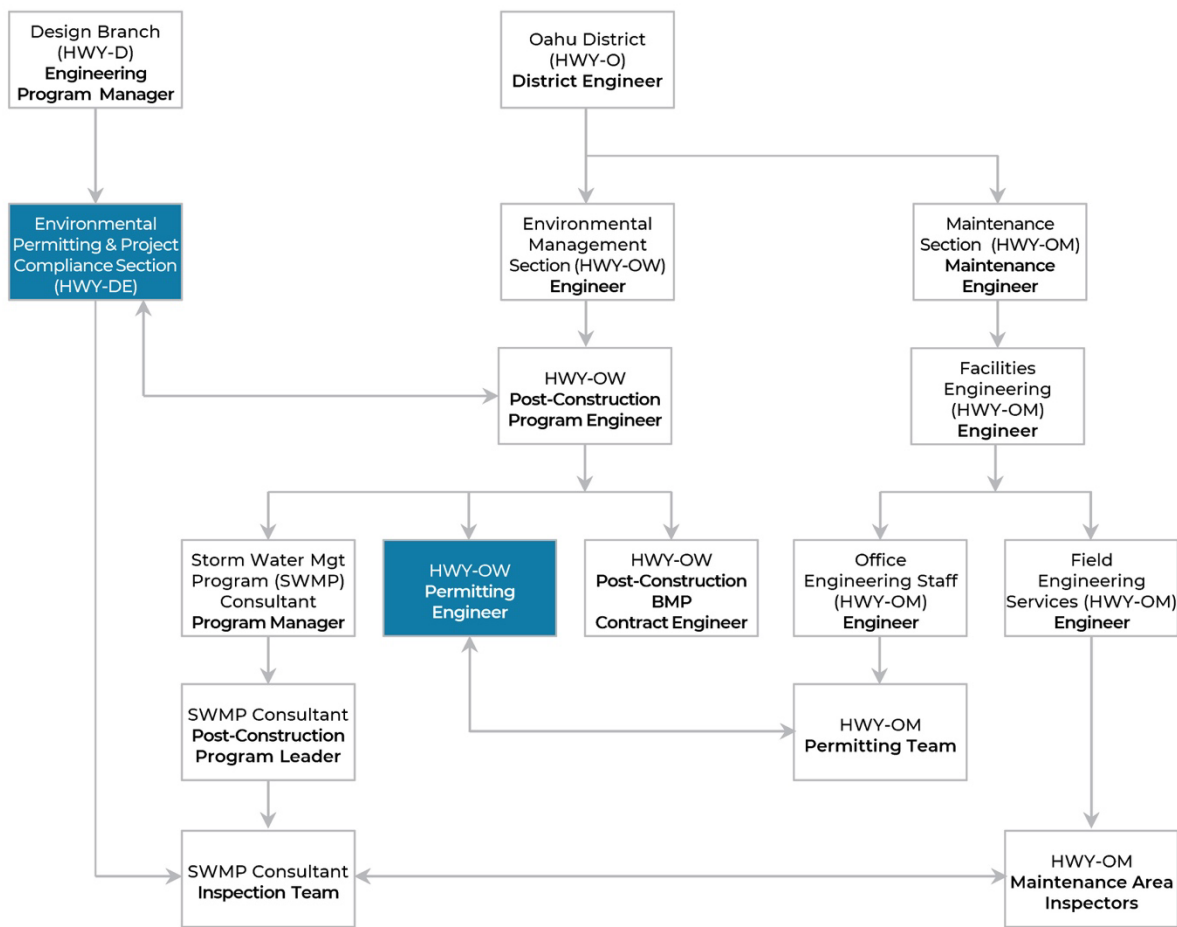 Design Branch
(HWY-D)
Engineering
Program Manager
Oahu District
(HWY-O)
District Engineer
Environmental
Permitting & Project
Compliance Section
(HWY-DE)
Environmental
Management
Section (HWY-OW)
Engineer
Maintenance
Section (HWY-OM)
Maintenance
Engineer
HWY-OW
Post-Construction
Program Engineer
Facilities
Engineering
(HWY-OM)
Engineer
Storm Water Mgt
Program (SWMP)
Consultant
Program Manager
HWY-OW
Permitting
Engineer
HWY-OW
Post-Construction
BMP
Contract Engineer
Office
Engineering Staff
(HWY-OM)
Engineer
Field
Engineering
Services (HWY-OM)
Engineer
SWMP Consultant
Post-Construction
Program Leader
HWY-OM
Permitting Team
SWMP Consultant
Inspection Team
HWY-OM
Maintenance Area
Inspectors